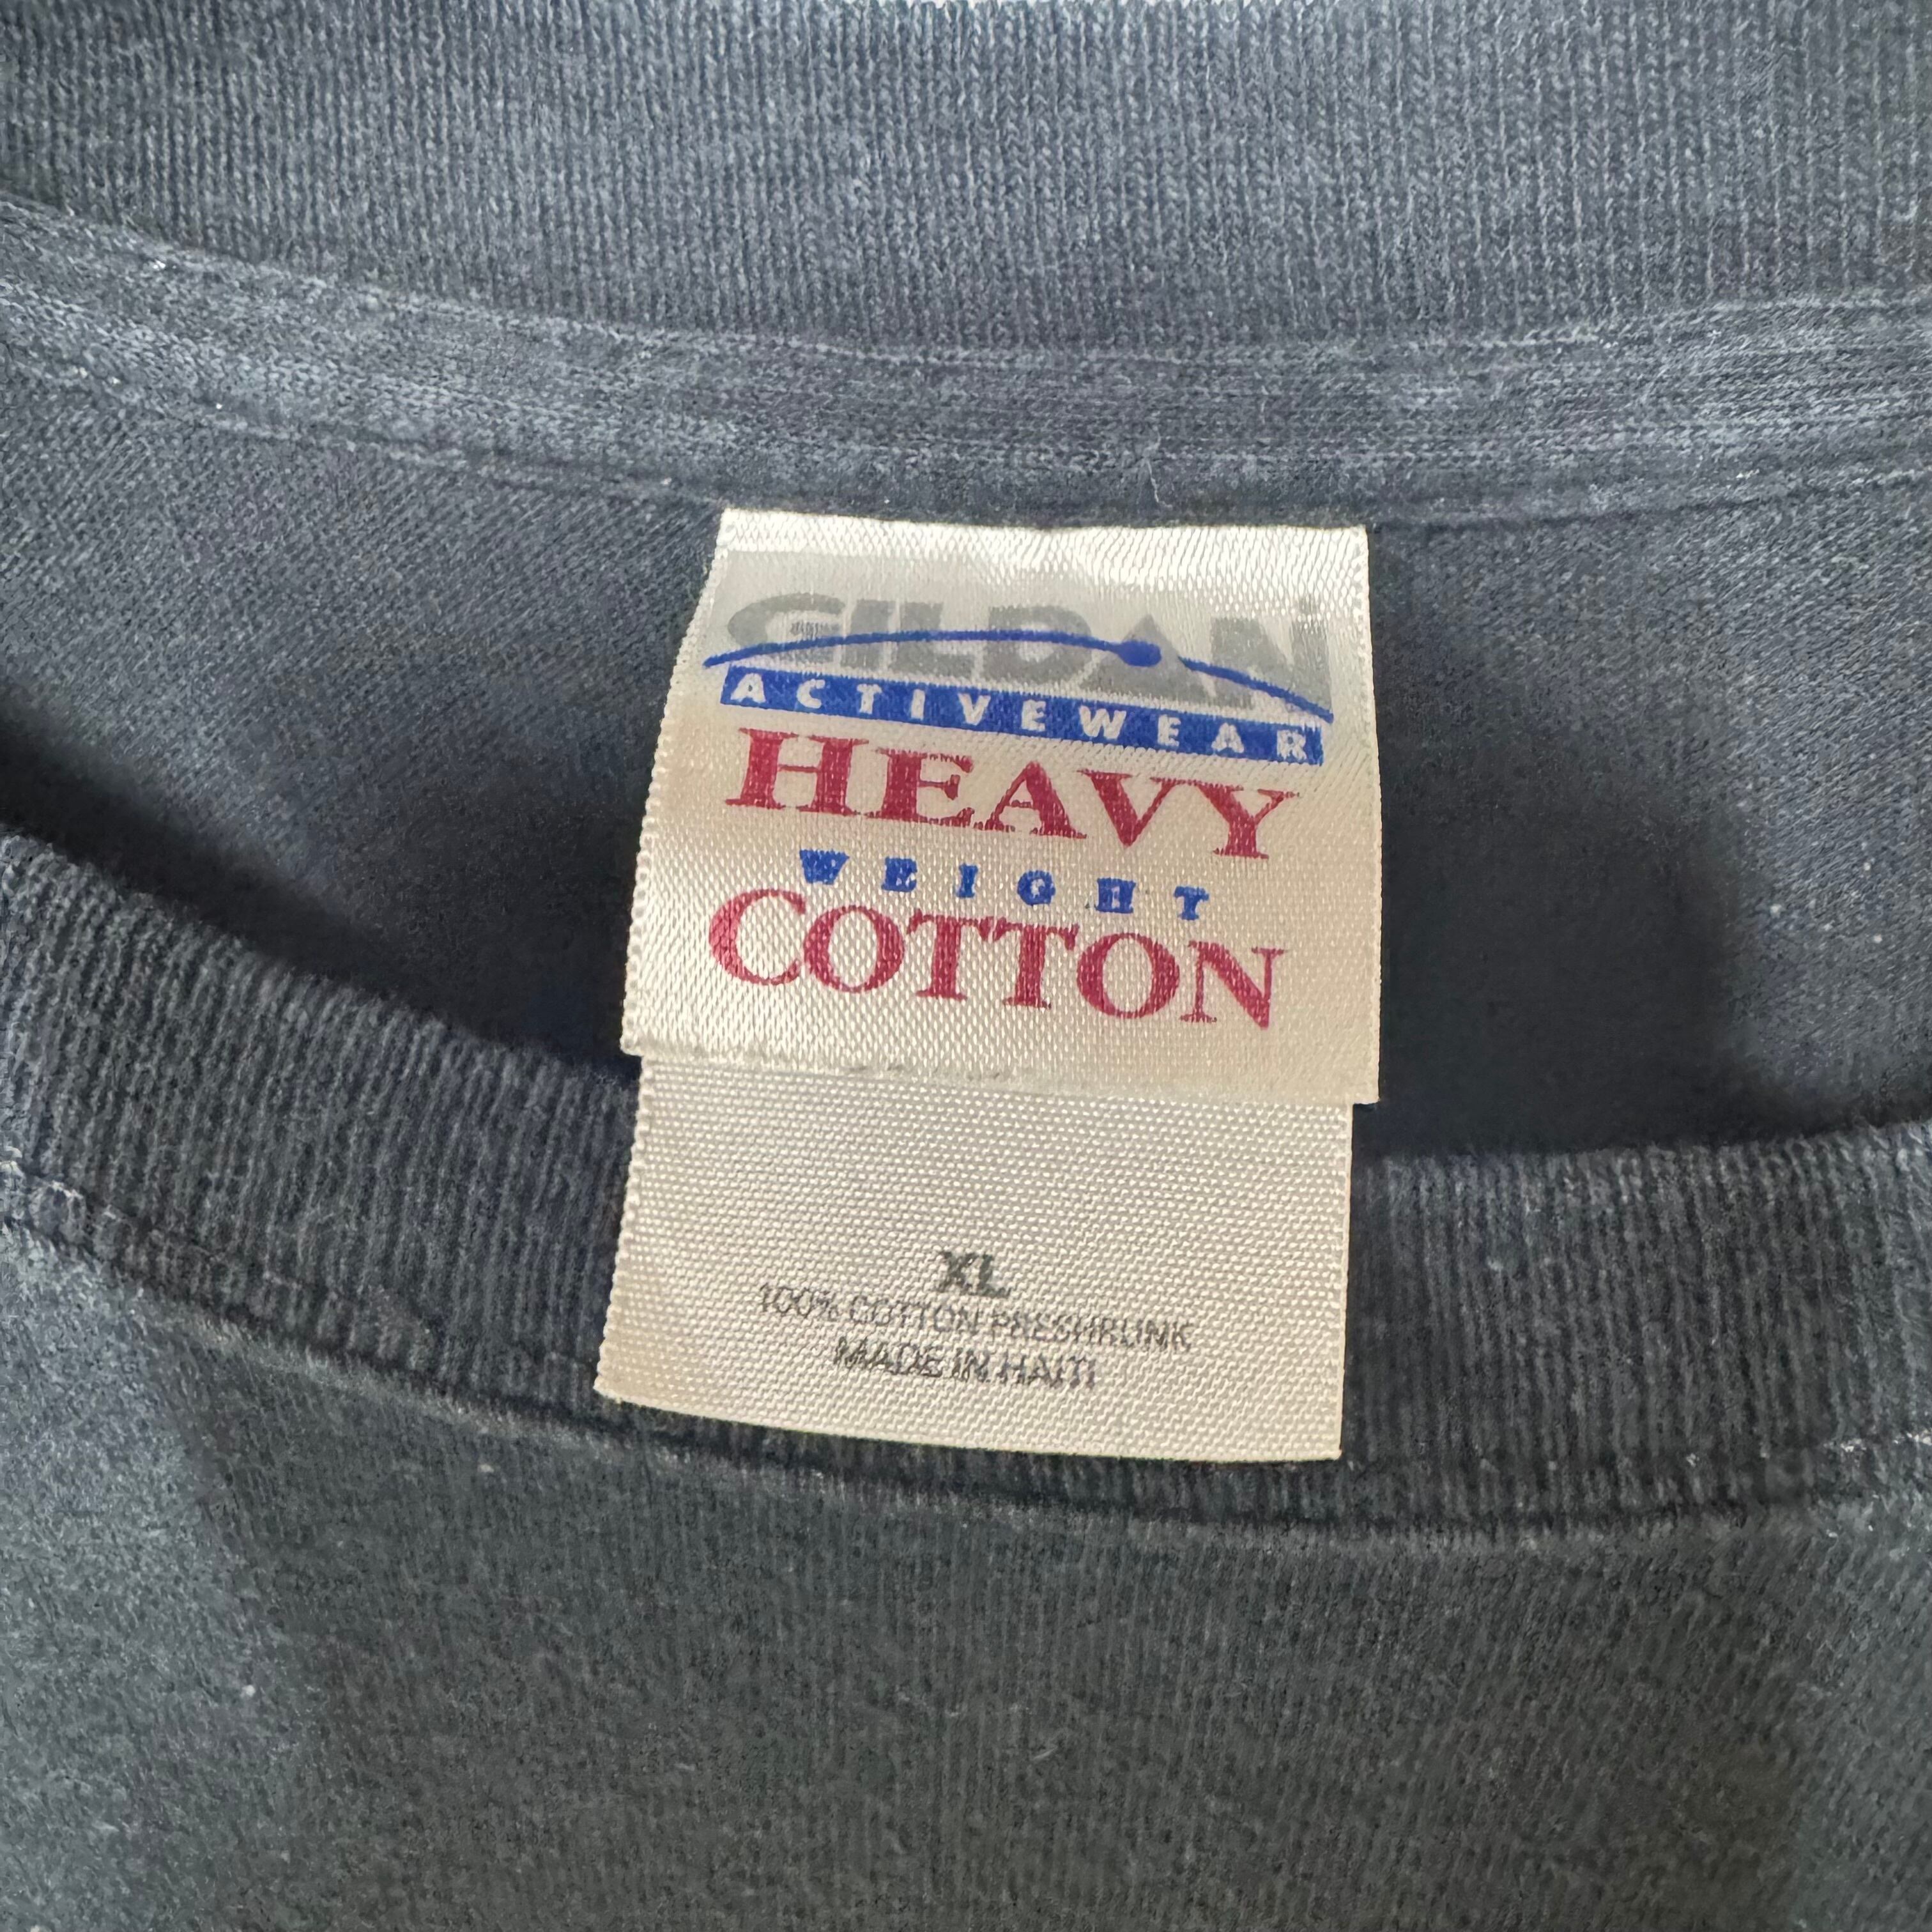 GILDAN
ACTIVEWEAR
HEAVY
WEIGHT
COTTON
XL
100% COTTON PRESHRUNK
MADE IN HAITI